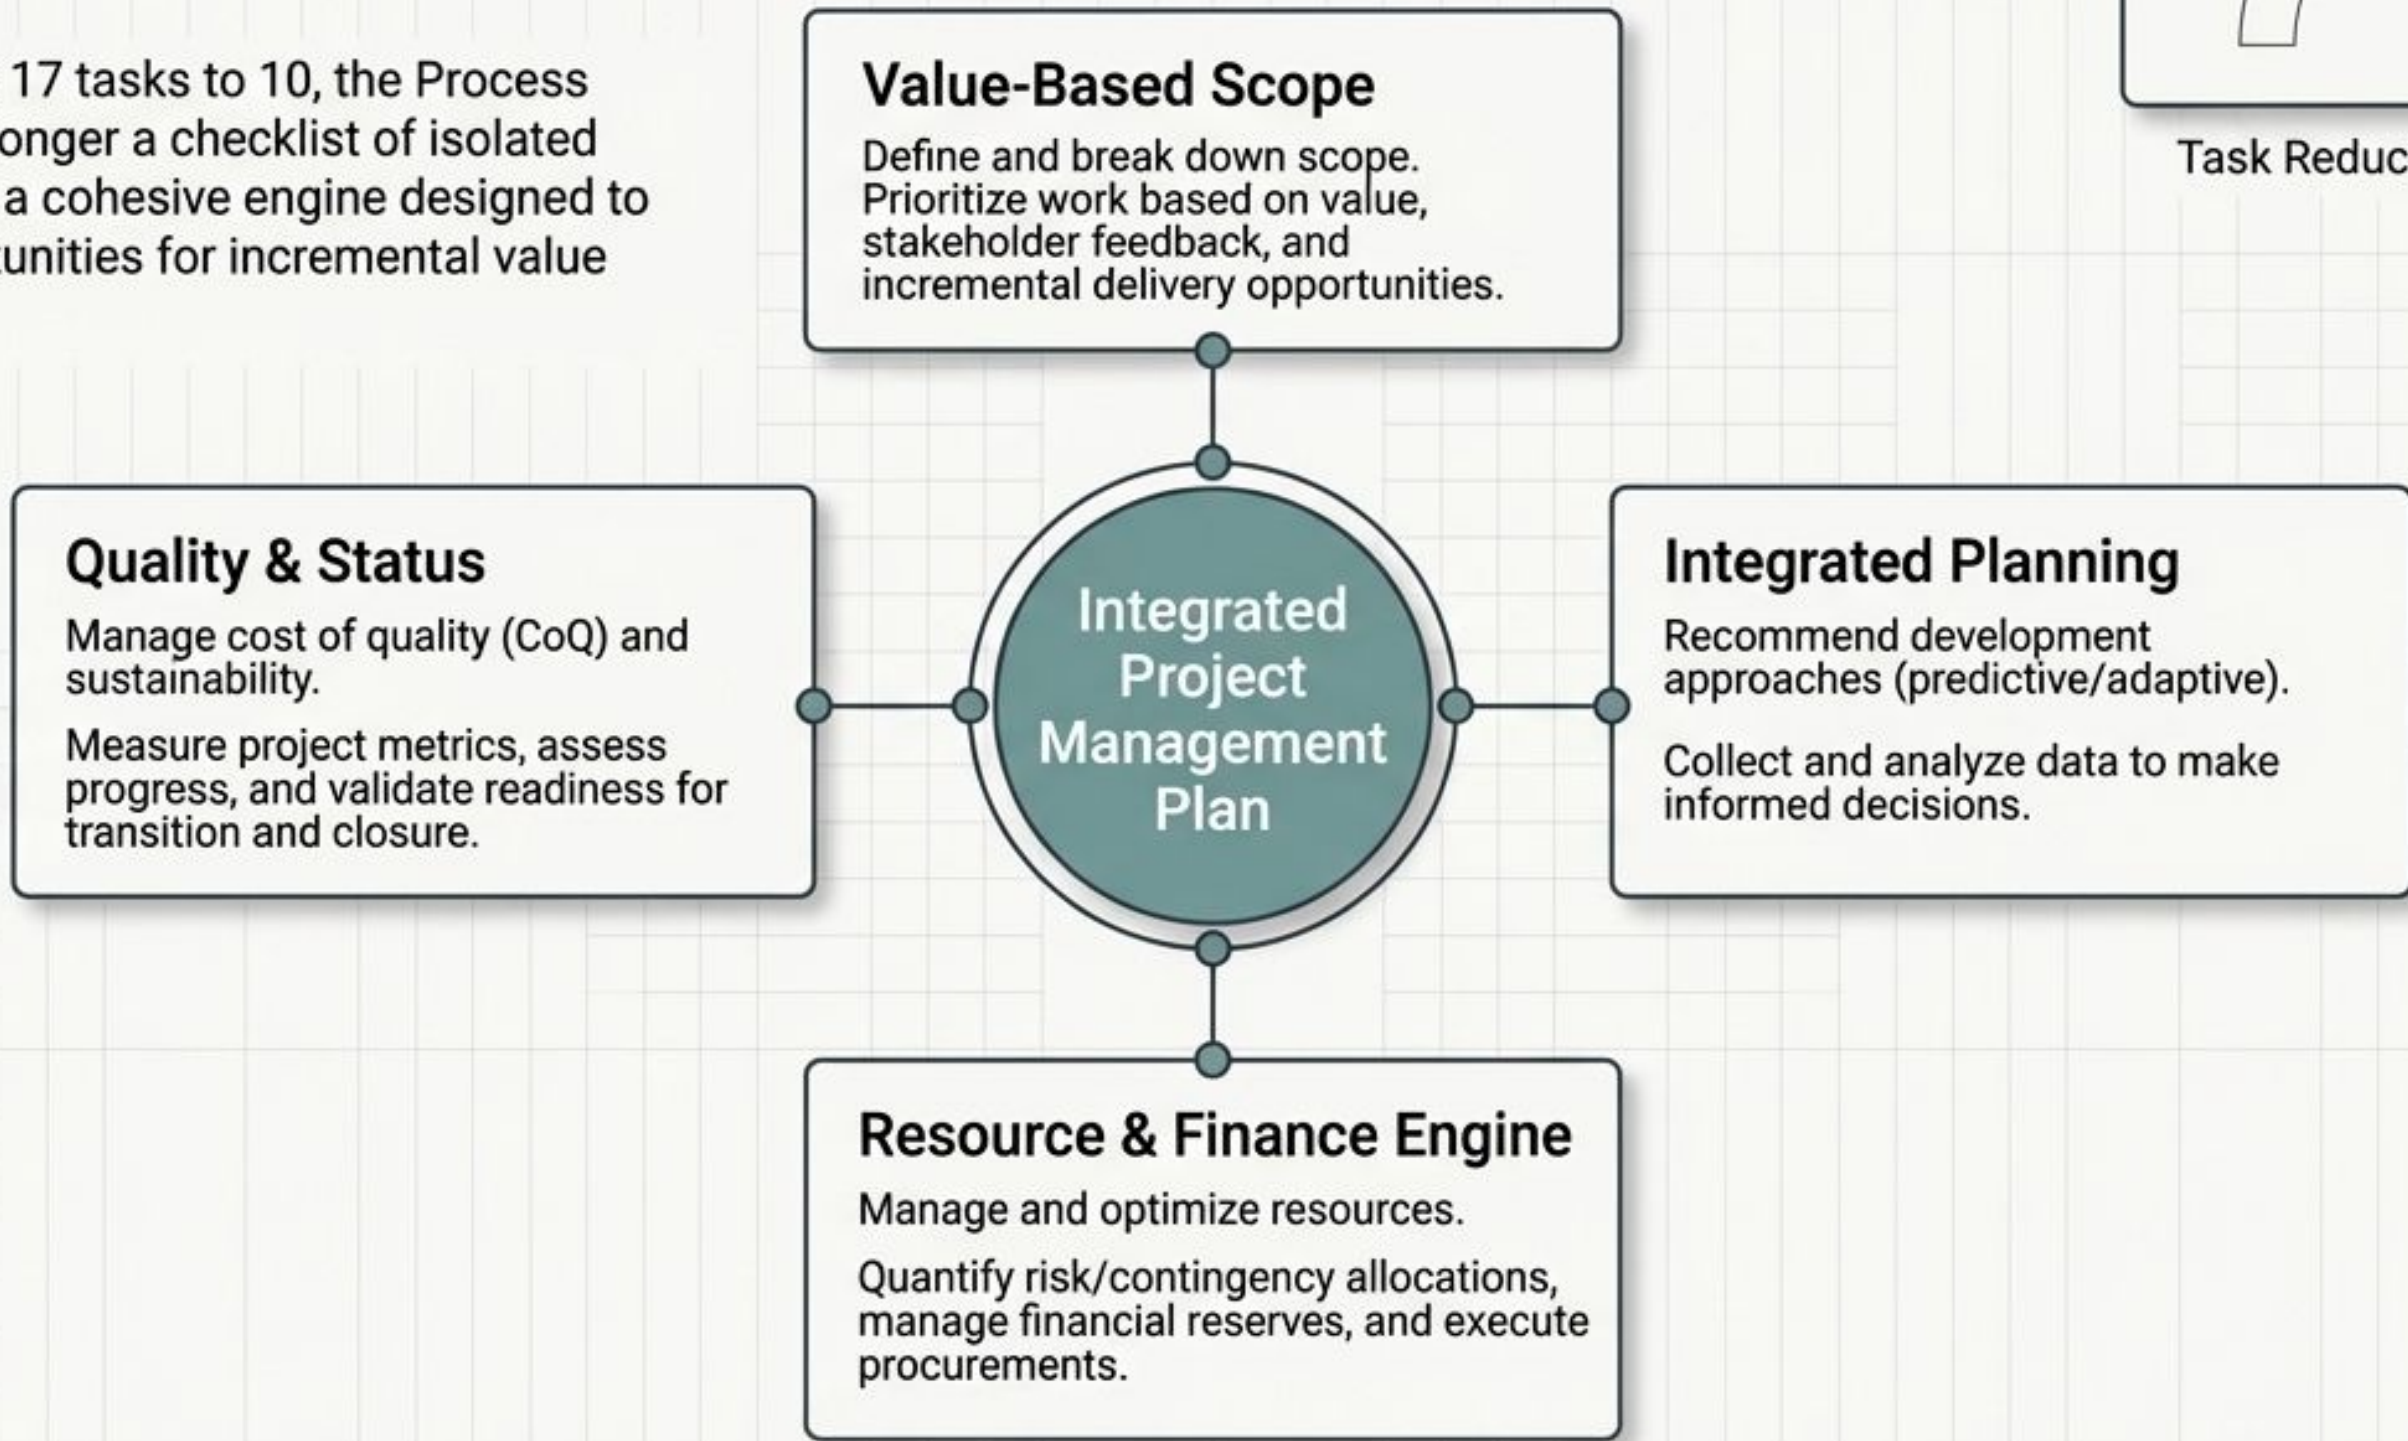 17 tasks to 10, the Process
onger a checklist of isolated
a cohesive engine designed to
tunities for incremental value
Value-Based Scope
Define and break down scope.
Prioritize work based on value,
stakeholder feedback, and
incremental delivery opportunities.
Task Reduc
Quality & Status
Manage cost of quality (CoQ) and
sustainability.
Measure project metrics, assess
progress, and validate readiness for
transition and closure.
Integrated
Project
Management
Plan
Integrated Planning
Recommend development
approaches (predictive/adaptive).
Collect and analyze data to make
informed decisions.
Resource & Finance Engine
Manage and optimize resources.
Quantify risk/contingency allocations,
manage financial reserves, and execute
procurements.